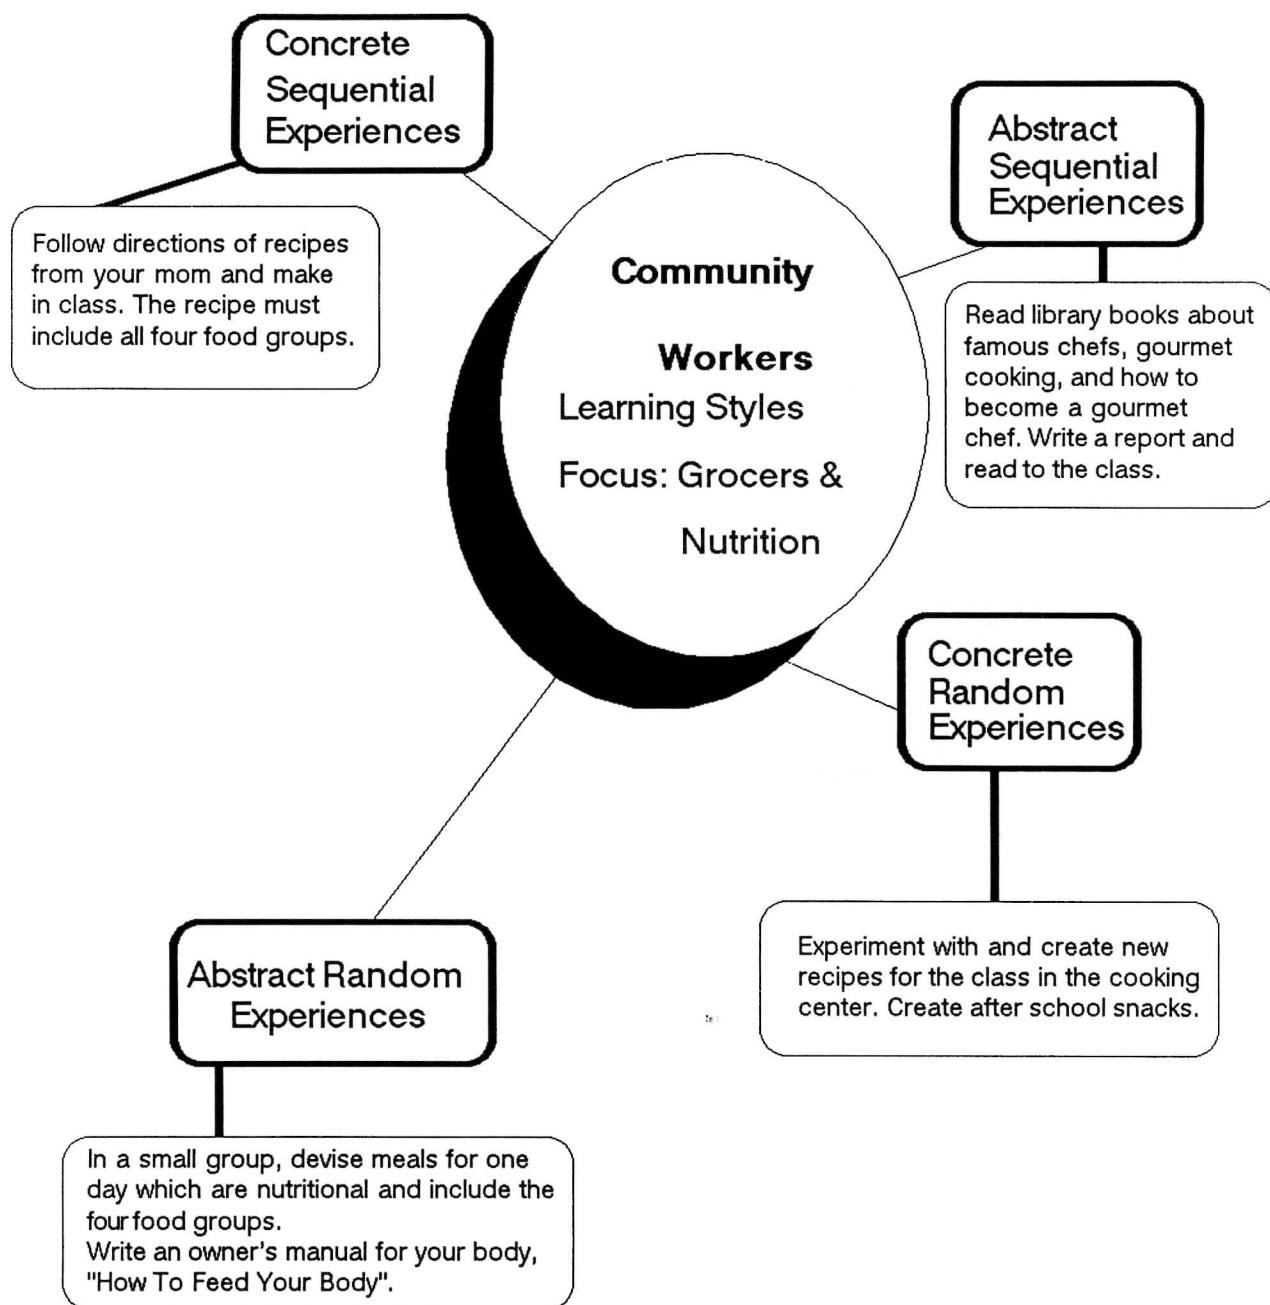 Concrete
Sequential
Experiences
Follow directions of recipes
from your mom and make
in class. The recipe must
include all four food groups.
Community
Workers
Learning Styles
Focus: Grocers &
Nutrition
Abstract
Sequential
Experiences
Read library books about
famous chefs, gourmet
cooking, and how to
become a gourmet
chef. Write a report and
read to the class.
Concrete
Random
Experiences
Experiment with and create new
recipes for the class in the cooking
center. Create after school snacks.
Abstract Random
Experiences
In a small group, devise meals for one
day which are nutritional and include the
four food groups.
Write an owner's manual for your body,
"How To Feed Your Body".